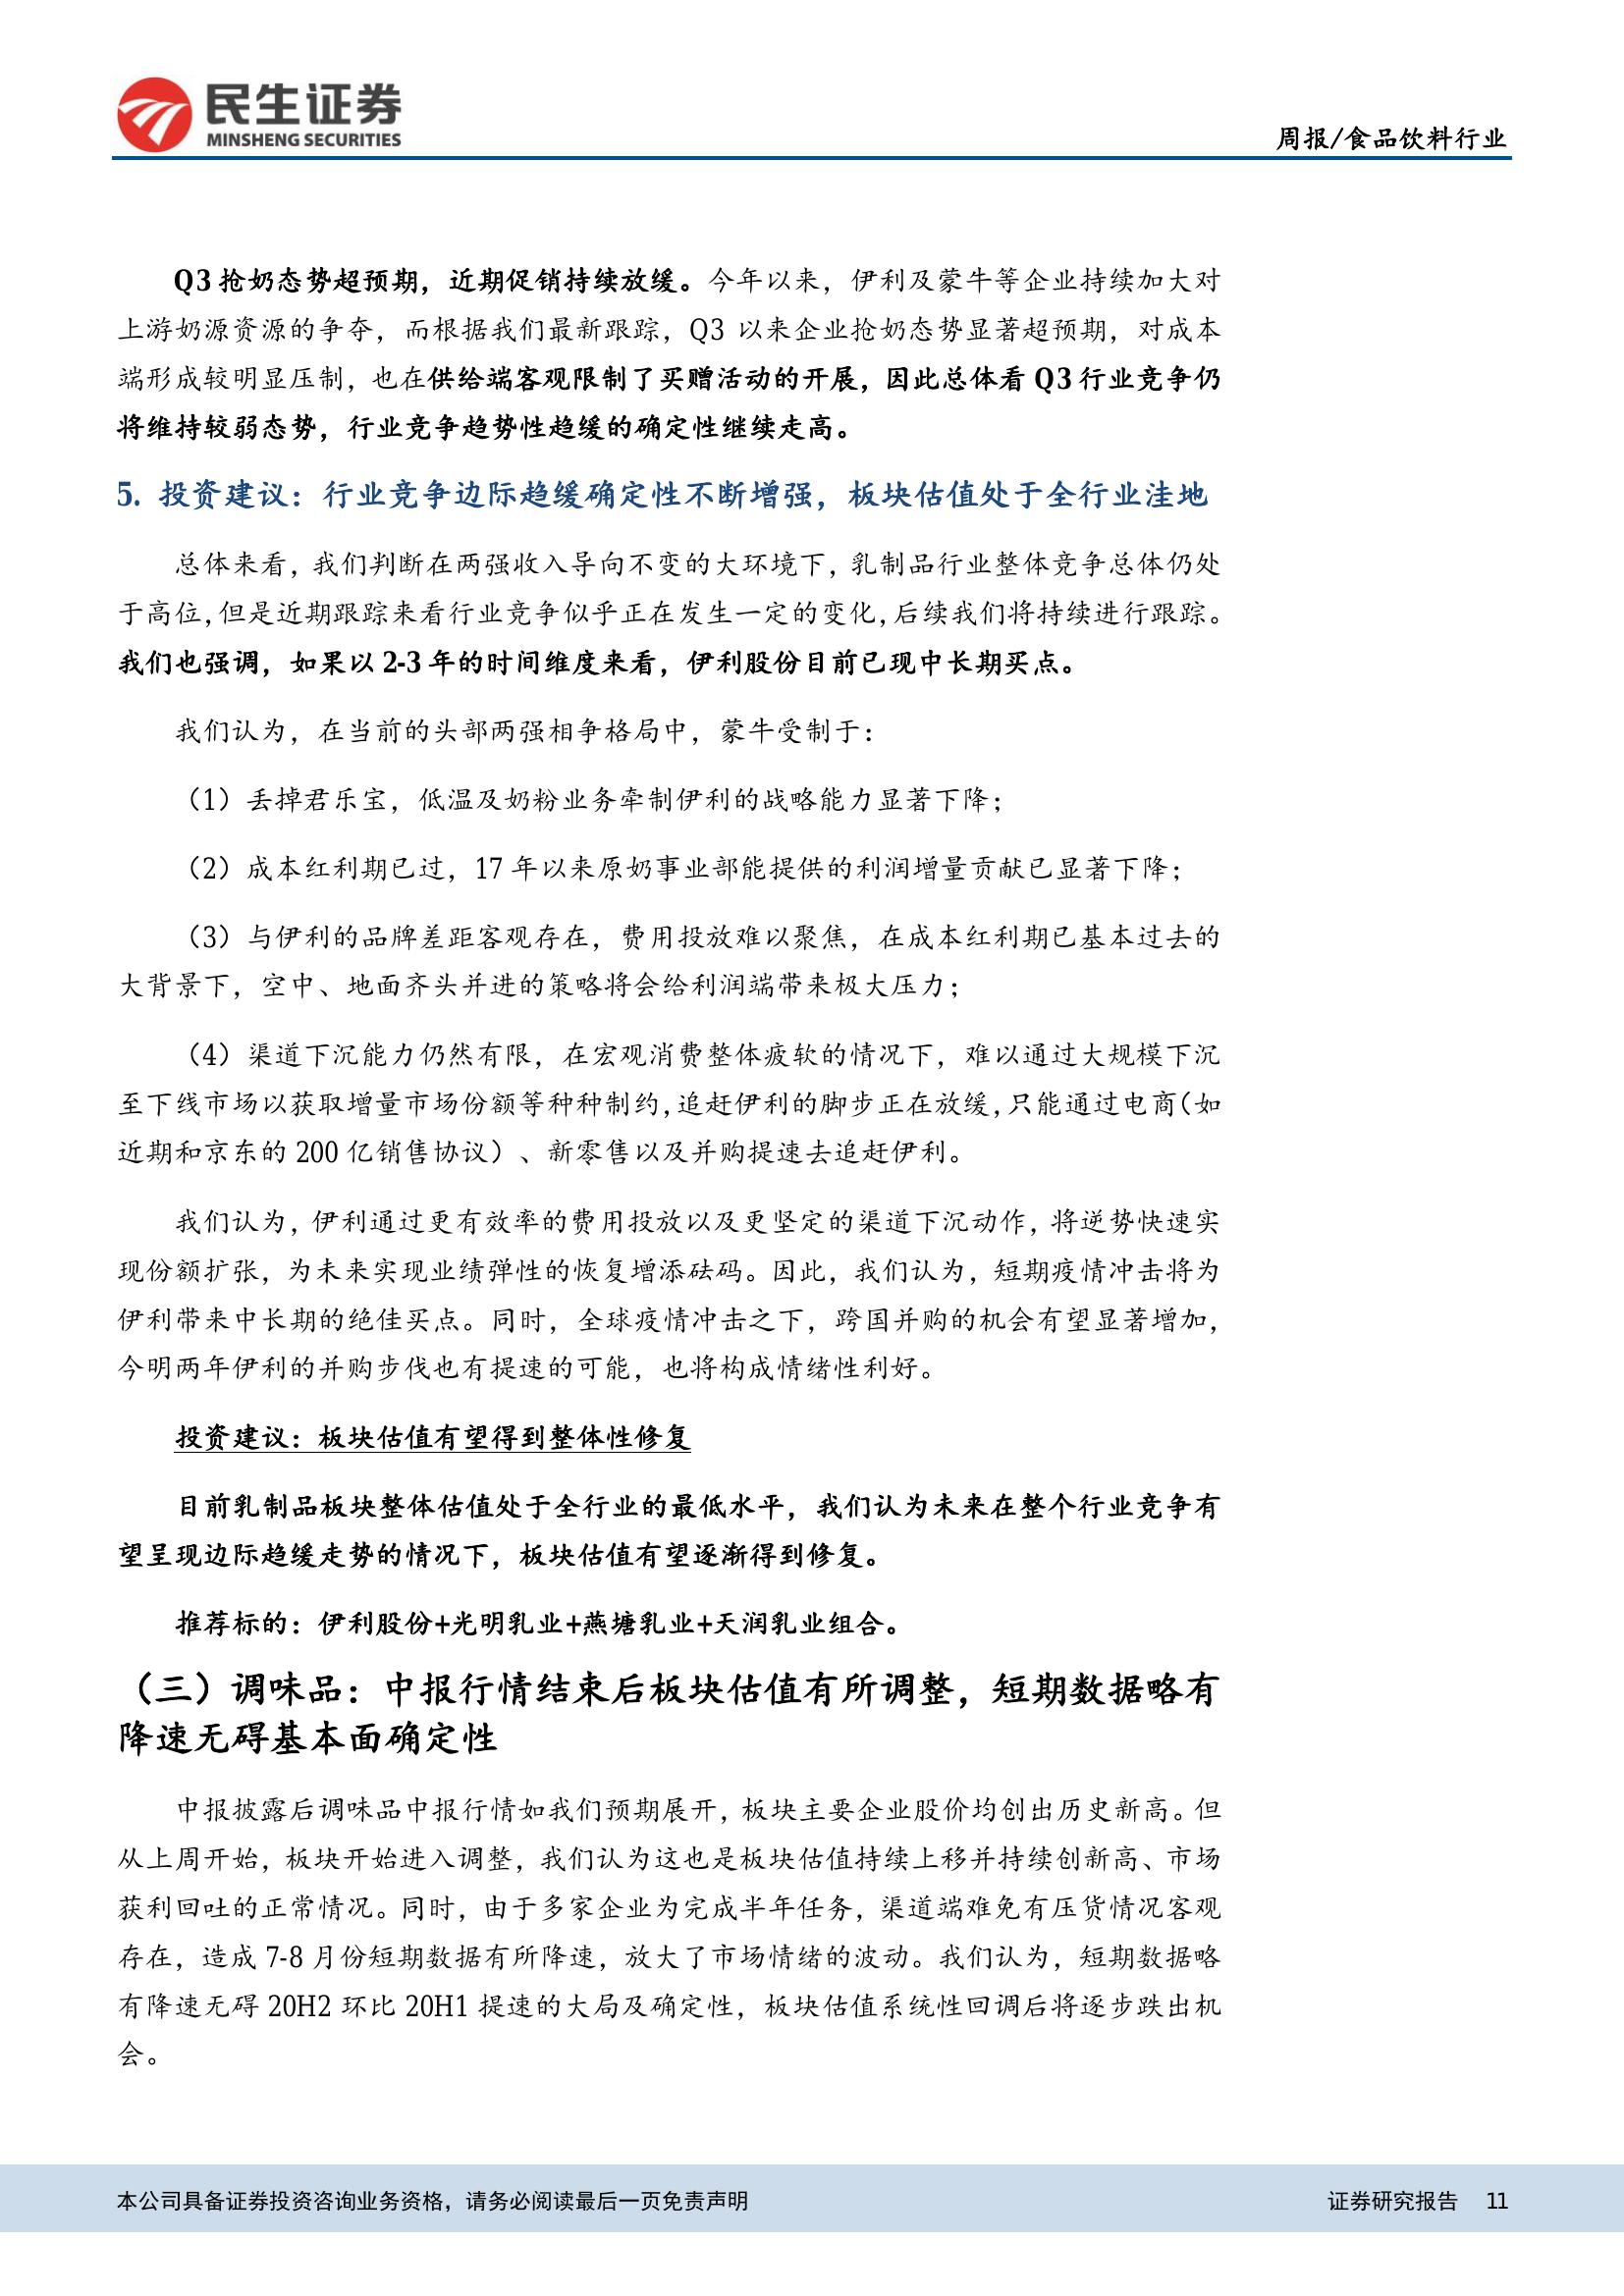 民生证券
MINSHENG SECURITIES
周报/食品饮料行业
Q3 抢奶态势超预期，近期促销持续放缓。今年以来，伊利及蒙牛等企业持续加大对
上游奶源资源的争夺，而根据我们最新跟踪，Q3 以来企业抢奶态势显著超预期，对成本
端形成较明显压制，也在供给端客观限制了买赠活动的开展，因此总体看 Q3 行业竞争仍
将维持较弱态势，行业竞争趋势性趋缓的确定性继续走高。
5. 投资建议：行业竞争边际趋缓确定性不断增强，板块估值处于全行业洼地
总体来看，我们判断在两强收入导向不变的大环境下，乳制品行业整体竞争总体仍处
于高位，但是近期跟踪来看行业竞争似乎正在发生一定的变化，后续我们将持续进行跟踪。
我们也强调，如果以 2-3 年的时间维度来看，伊利股份目前已现中长期买点。
我们认为，在当前的头部两强相争格局中，蒙牛受制于：
（1）丢掉君乐宝，低温及奶粉业务牵制伊利的战略能力显著下降；
（2）成本红利期已过，17 年以来原奶事业部能提供的利润增量贡献已显著下降；
（3）与伊利的品牌差距客观存在，费用投放难以聚焦，在成本红利期已基本过去的
大背景下，空中、地面齐头并进的策略将会给利润端带来极大压力；
（4）渠道下沉能力仍然有限，在宏观消费整体疲软的情况下，难以通过大规模下沉
至下线市场以获取增量市场份额等种种制约，追赶伊利的脚步正在放缓，只能通过电商（如
近期和京东的 200 亿销售协议）、新零售以及并购提速去追赶伊利。
我们认为，伊利通过更有效率的费用投放以及更坚定的渠道下沉动作，将逆势快速实
现份额扩张，为未来实现业绩弹性的恢复增添砝码。因此，我们认为，短期疫情冲击将为
伊利带来中长期的绝佳买点。同时，全球疫情冲击之下，跨国并购的机会有望显著增加，
今明两年伊利的并购步伐也有提速的可能，也将构成情绪性利好。
投资建议：板块估值有望得到整体性修复
目前乳制品板块整体估值处于全行业的最低水平，我们认为未来在整个行业竞争有
望呈现边际趋缓走势的情况下，板块估值有望逐渐得到修复。
推荐标的：伊利股份+光明乳业+燕塘乳业+天润乳业组合。
（三）调味品：中报行情结束后板块估值有所调整，短期数据略有
降速无碍基本面确定性
中报披露后调味品中报行情如我们预期展开，板块主要企业股价均创出历史新高。但
从上周开始，板块开始进入调整，我们认为这也是板块估值持续上移并持续创新高、市场
获利回吐的正常情况。同时，由于多家企业为完成半年任务，渠道端难免有压货情况客观
存在，造成 7-8 月份短期数据有所降速，放大了市场情绪的波动。我们认为，短期数据略
有降速无碍 20H2 环比 20H1 提速的大局及确定性，板块估值系统性回调后将逐步跌出机
会。
本公司具备证券投资咨询业务资格，请务必阅读最后一页免责声明
证券研究报告 11